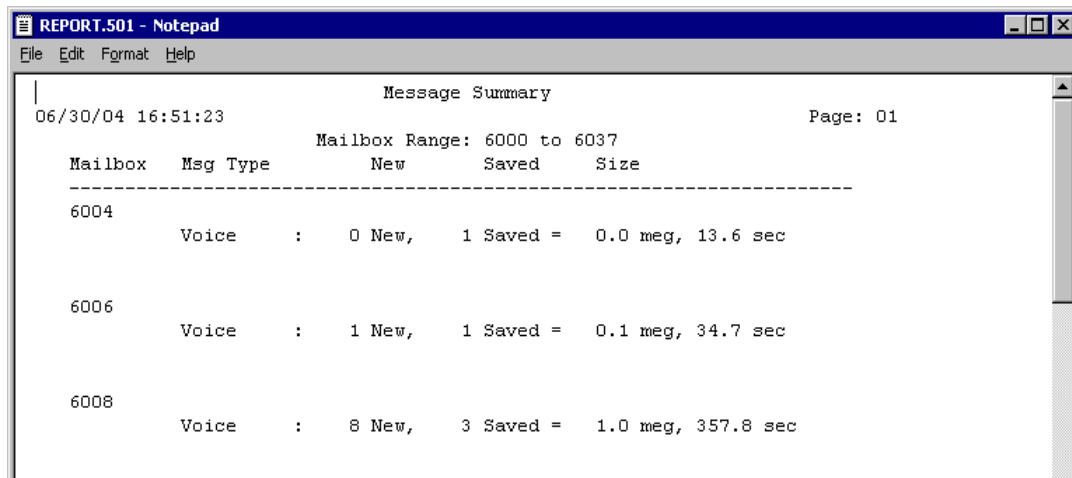 REPORT.501 - Notepad
File Edit Format Help
Message Summary
06/30/04 16:51:23 Page: 01
Mailbox Range: 6000 to 6037
Mailbox Msg Type New Saved Size
----------------------------------------------------------------------
6004
Voice : 0 New, 1 Saved = 0.0 meg, 13.6 sec
6006
Voice : 1 New, 1 Saved = 0.1 meg, 34.7 sec
6008
Voice : 8 New, 3 Saved = 1.0 meg, 357.8 sec